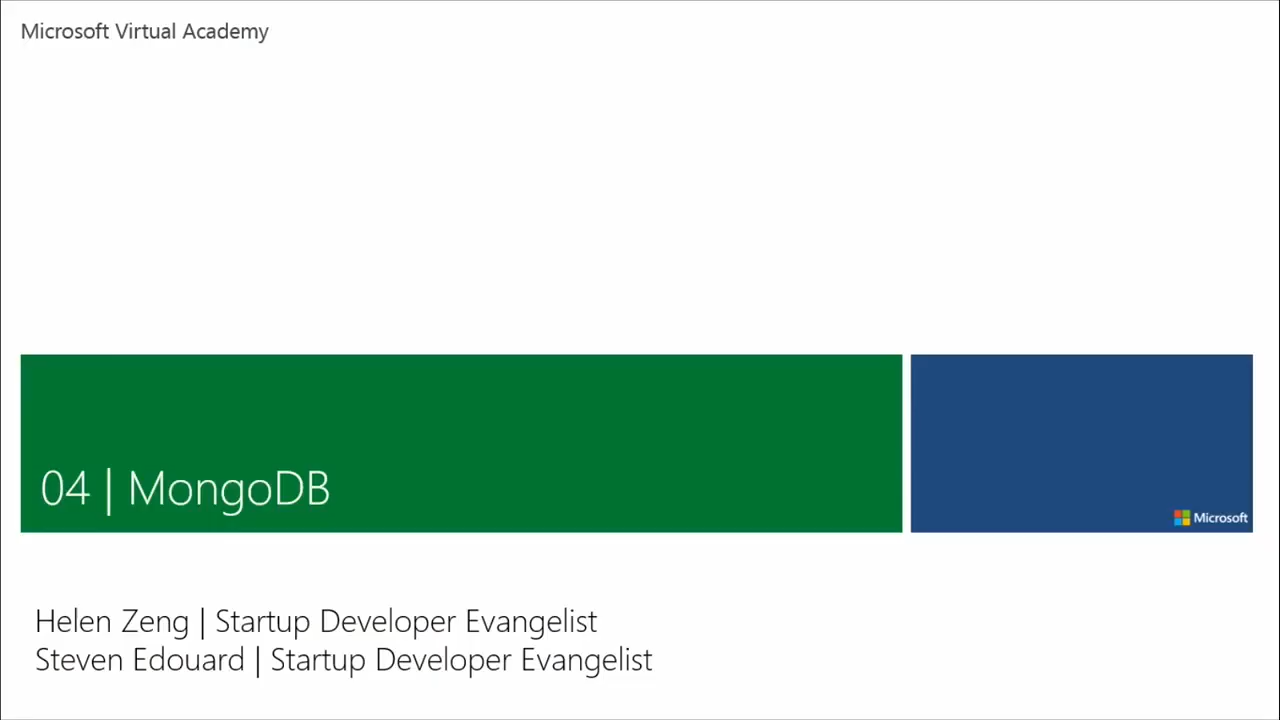 Microsoft Virtual Academy
04 | MongoDB
Microsoft
Helen Zeng | Startup Developer Evangelist
Steven Edouard | Startup Developer Evangelist